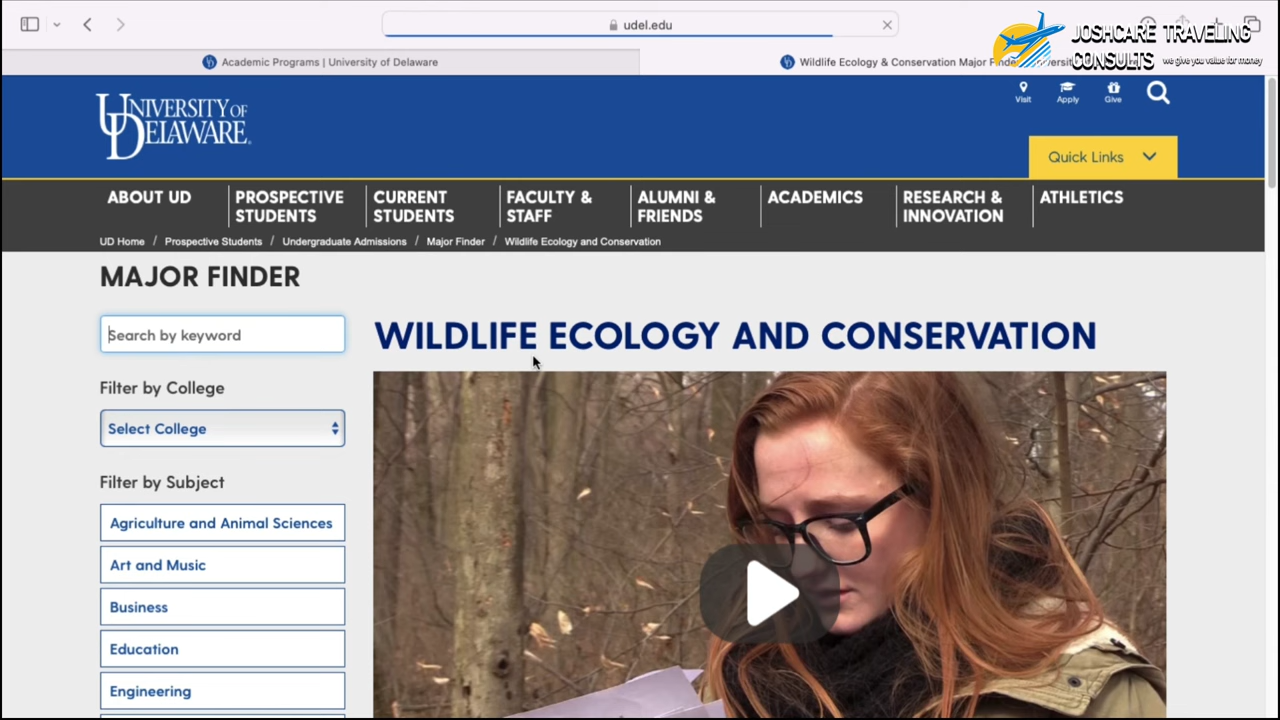 udel.edu
JOSHCARE TRAVELING
CONSULTS we give you value for money
Academic Programs | University of Delaware
Wildlife Ecology & Conservation Major
UNIVERSITY OF
DELAWARE
Visit
Apply
Give
Quick Links
ABOUT UD
PROSPECTIVE
STUDENTS
CURRENT
STUDENTS
FACULTY &
STAFF
ALUMNI &
FRIENDS
ACADEMICS
RESEARCH &
INNOVATION
ATHLETICS
UD Home / Prospective Students / Undergraduate Admissions / Major Finder / Wildlife Ecology and Conservation
MAJOR FINDER
Search by keyword
WILDLIFE ECOLOGY AND CONSERVATION
Filter by College
Select College
Filter by Subject
Agriculture and Animal Sciences
Art and Music
Business
Education
Engineering